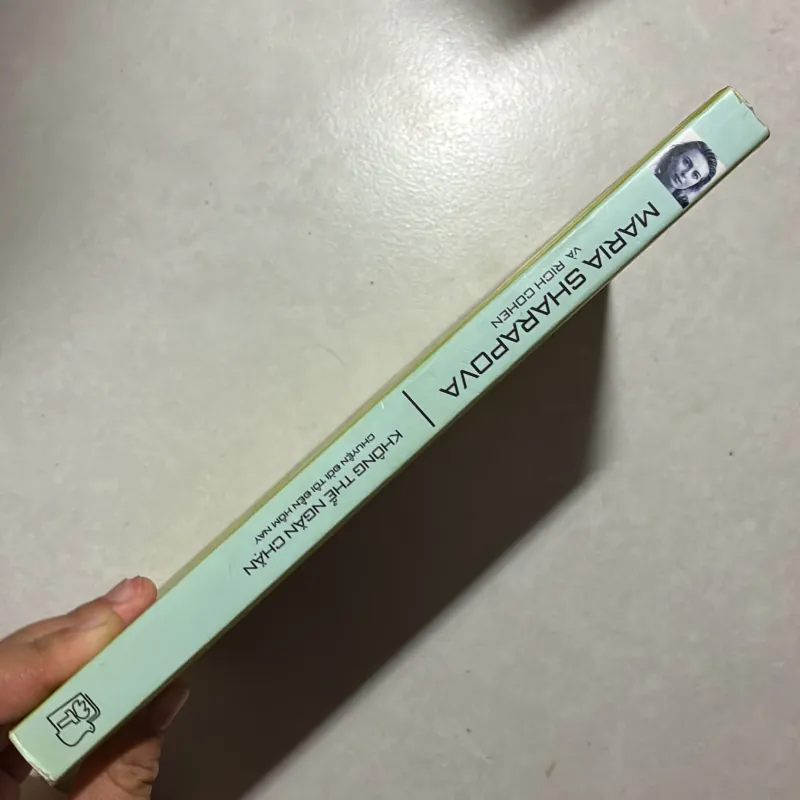 MARIA SHARAPOVA
VÀ RICH COHEN
KHÔNG THỂ NGĂN CHẶN
CHUYỆN ĐỜI TÔI ĐẾN HÔM NAY